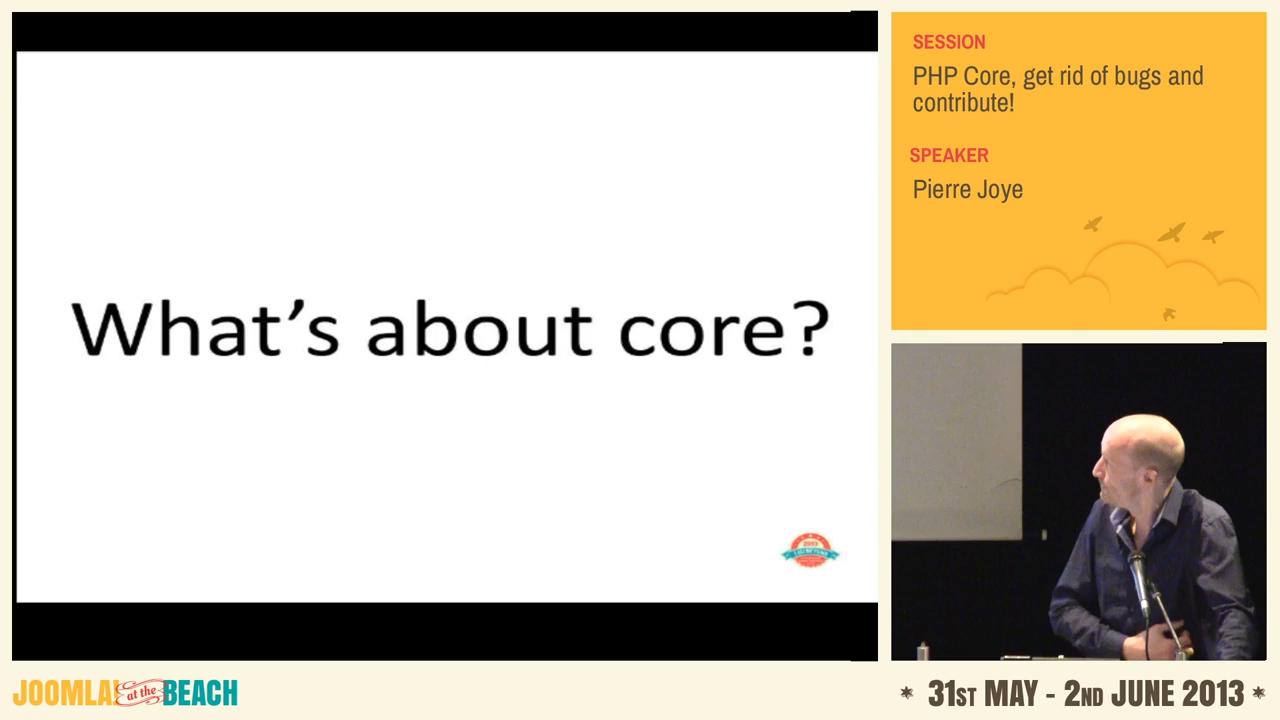 What's about core?
SESSION
PHP Core, get rid of bugs and
contribute!
SPEAKER
Pierre Joye
2013
JOOMLA! at the BEACH
* 31ST MAY - 2ND JUNE 2013 *